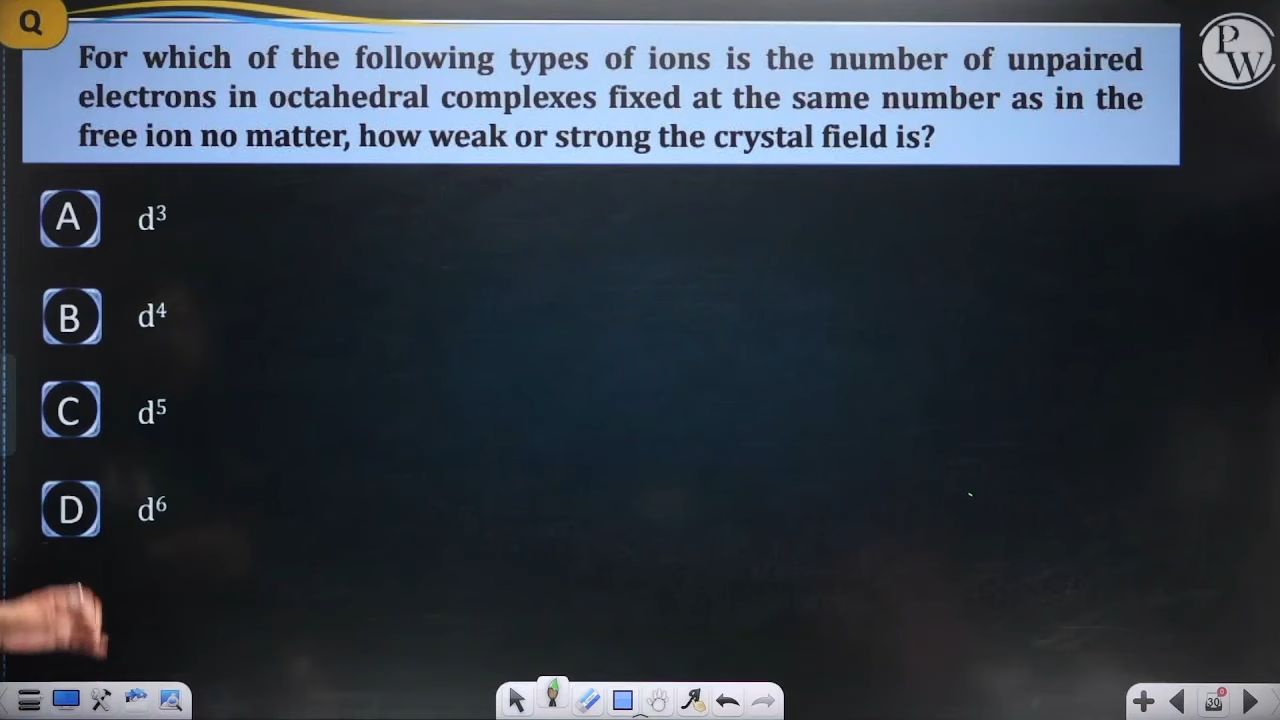 Q
For which of the following types of ions is the number of unpaired
electrons in octahedral complexes fixed at the same number as in the
free ion no matter, how weak or strong the crystal field is?
PW
A d³
B d⁴
C d⁵
D d⁶
30